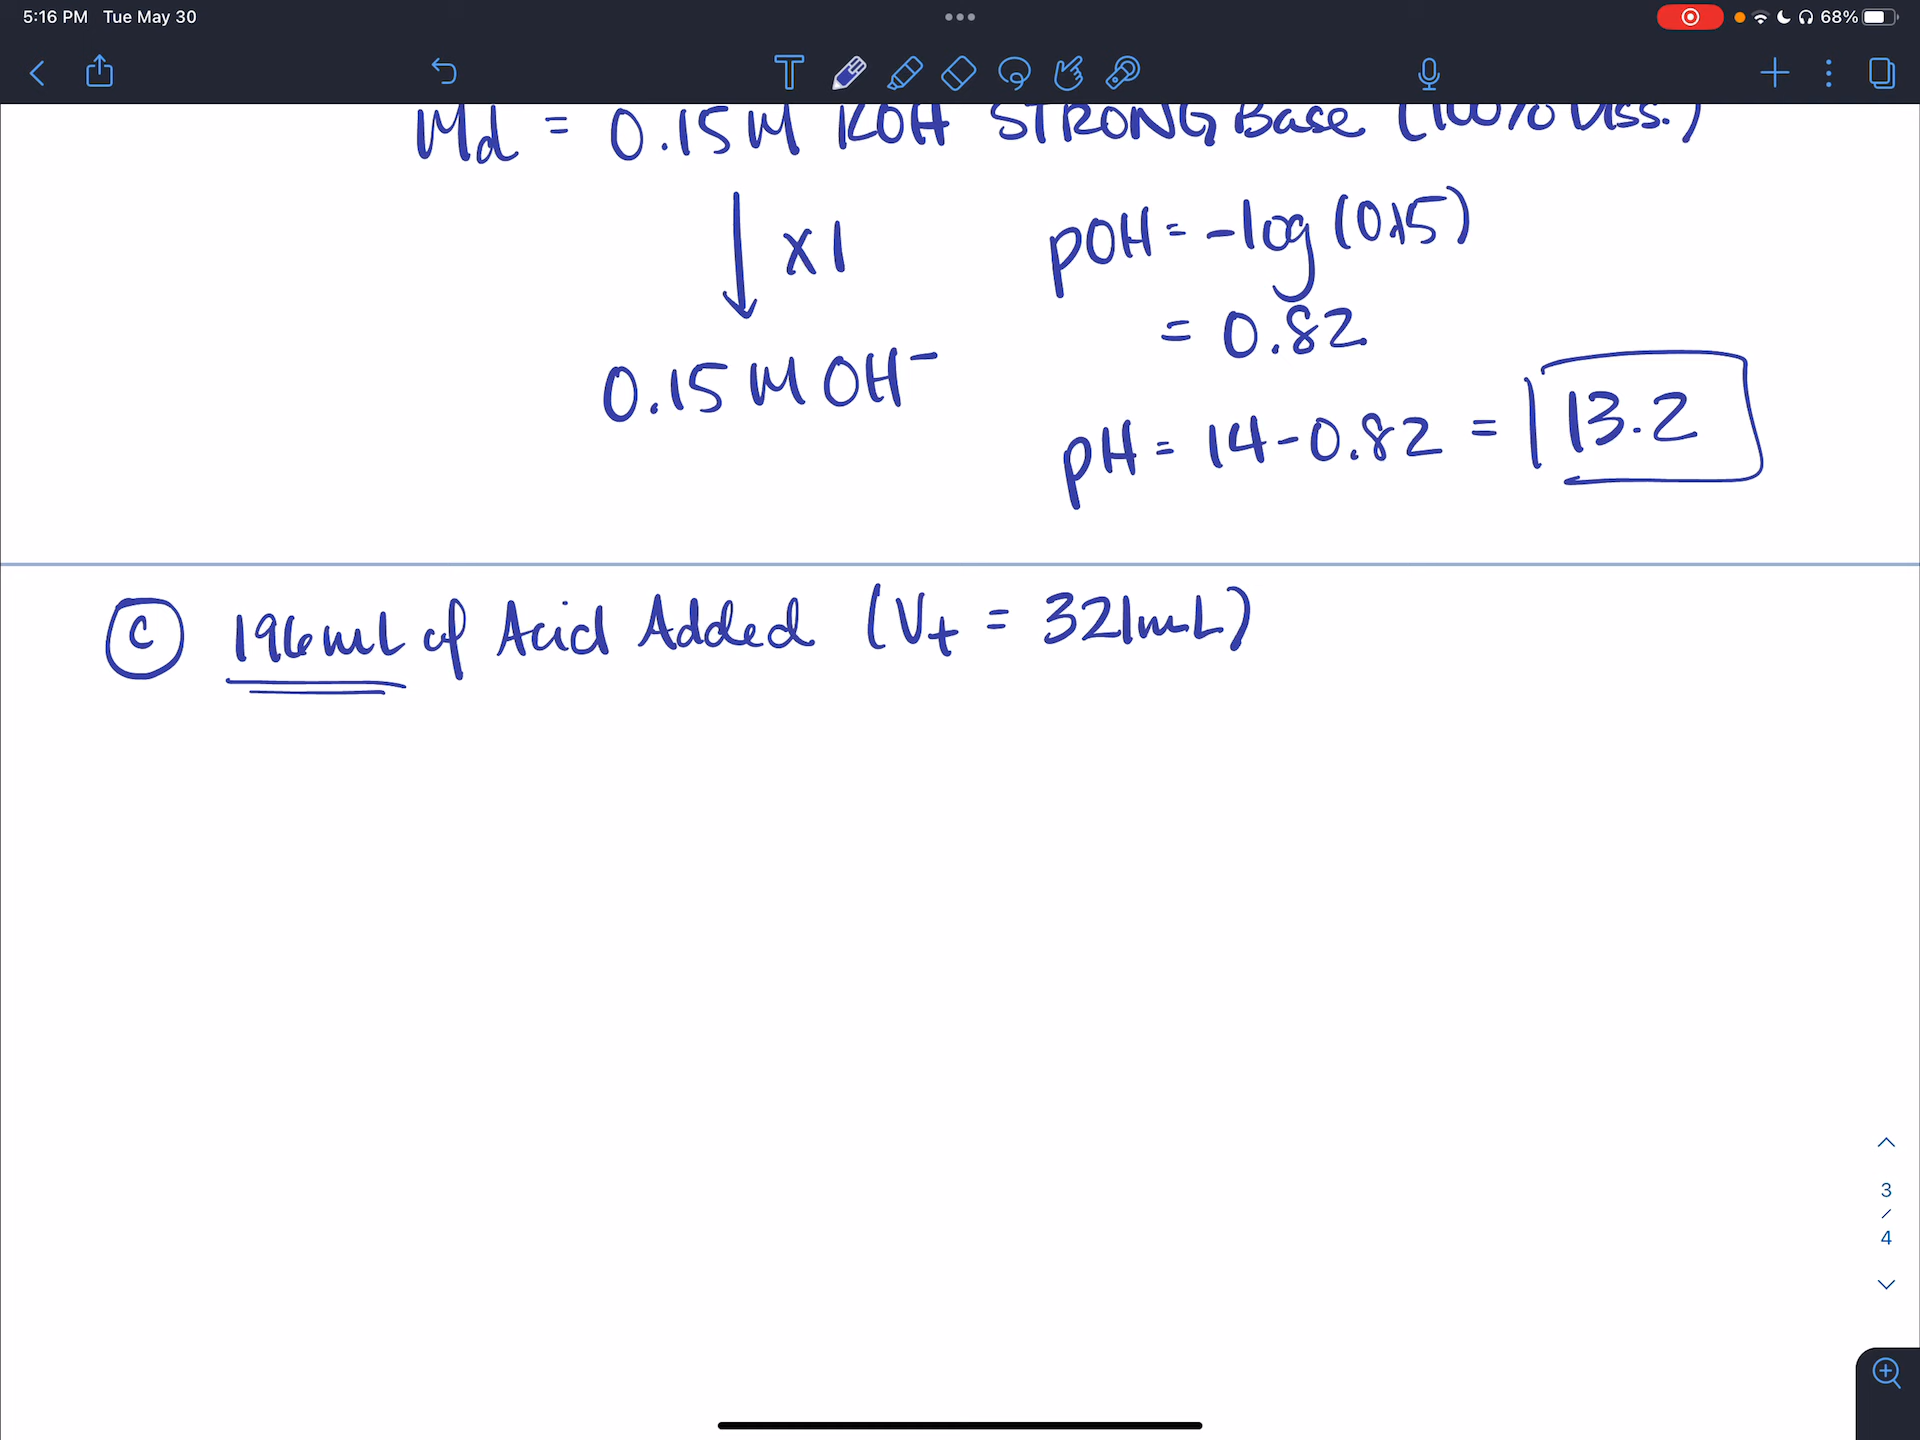 5:16 PM Tue May 30
68%
Md = 0.15 M KOH STRONG Base (100% Diss.)
x1
pOH = -log (0.15)
= 0.82
0.15 M OH⁻
pH = 14 - 0.82 = 13.2
C 196 mL of Acid Added (Vt = 321 mL)
3
/
4